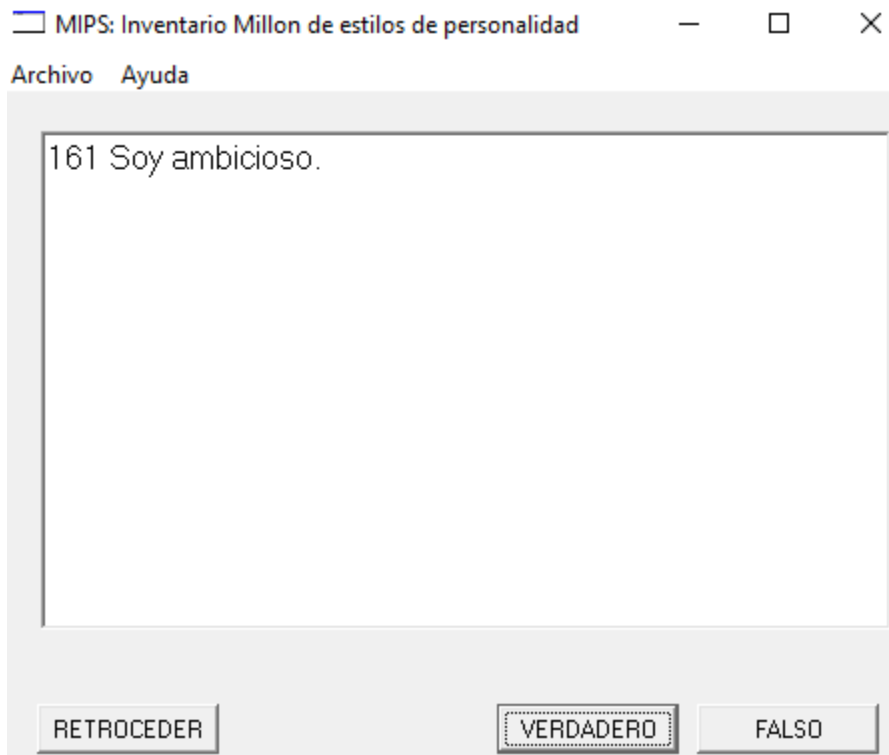 MIPS: Inventario Millon de estilos de personalidad
Archivo Ayuda
161 Soy ambicioso.
RETROCEDER VERDADERO FALSO